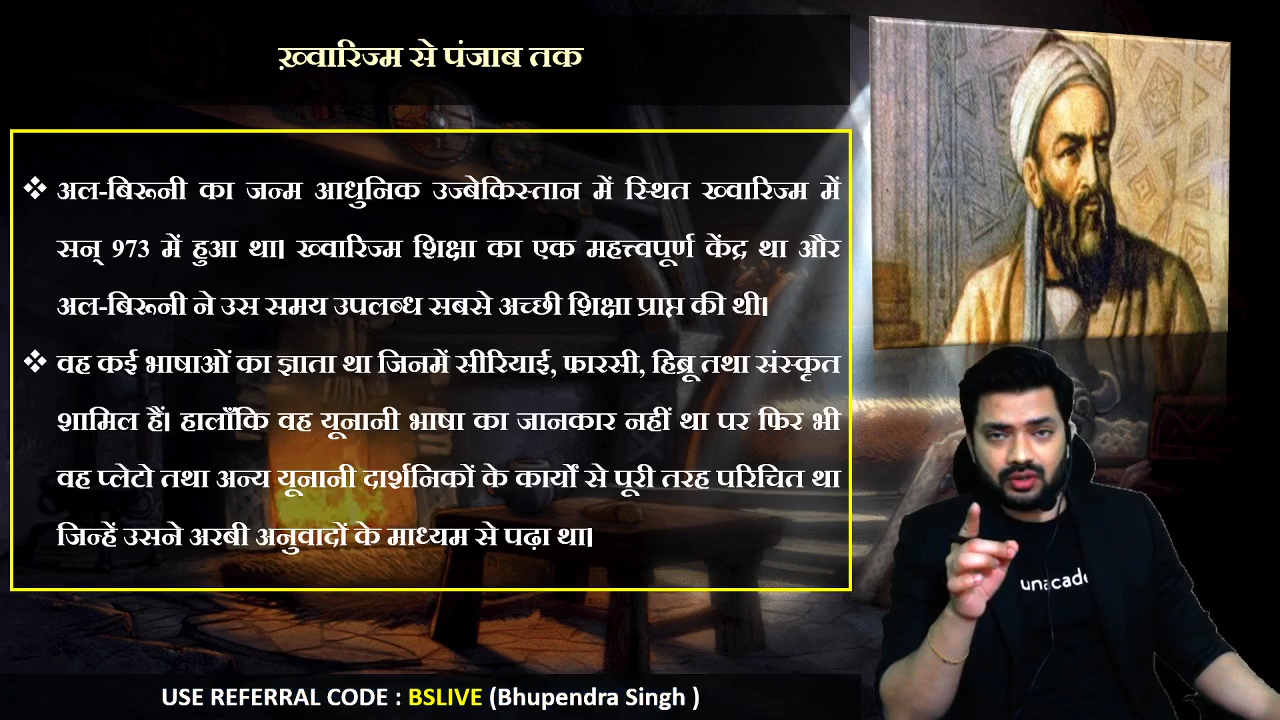 ख़्वारिज्म से पंजाब तक
❖ अल-बिरूनी का जन्म आधुनिक उज्बेकिस्तान में स्थित ख्वारिज्म में
सन् 973 में हुआ था। ख्वारिज्म शिक्षा का एक महत्त्वपूर्ण केंद्र था और
अल-बिरूनी ने उस समय उपलब्ध सबसे अच्छी शिक्षा प्राप्त की थी।
❖ वह कई भाषाओं का ज्ञाता था जिनमें सीरियाई, फारसी, हिब्रू तथा संस्कृत
शामिल हैं। हालाँकि वह यूनानी भाषा का जानकार नहीं था पर फिर भी
वह प्लेटो तथा अन्य यूनानी दार्शनिकों के कार्यों से पूरी तरह परिचित था
जिन्हें उसने अरबी अनुवादों के माध्यम से पढ़ा था।
unacade
USE REFERRAL CODE : BSLIVE (Bhupendra Singh )